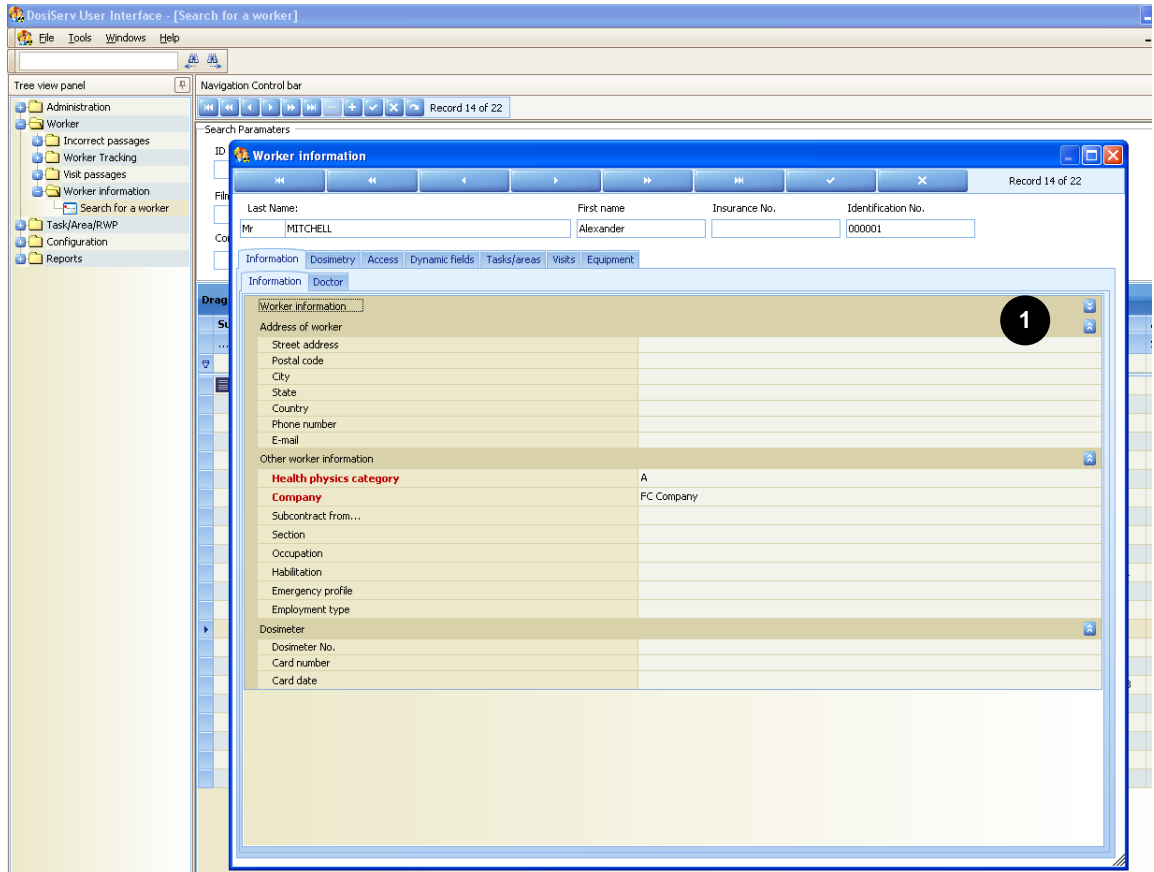 DosiServ User Interface - [Search for a worker]
File Tools Windows Help
Tree view panel
Navigation Control bar
Administration
Worker
Incorrect passages
Worker Tracking
Visit passages
Worker information
Search for a worker
Task/Area/RWP
Configuration
Reports
Record 14 of 22
Search Paramaters
ID
Worker information
Record 14 of 22
Last Name: First name Insurance No. Identification No.
Mr MITCHELL Alexander 000001
Information Dosimetry Access Dynamic fields Tasks/areas Visits Equipment
Information Doctor
Drag
Worker information
1
Address of worker
Street address
Postal code
City
State
Country
Phone number
E-mail
Other worker information
Health physics category A
Company FC Company
Subcontract from...
Section
Occupation
Habilitation
Emergency profile
Employment type
Dosimeter
Dosimeter No.
Card number
Card date